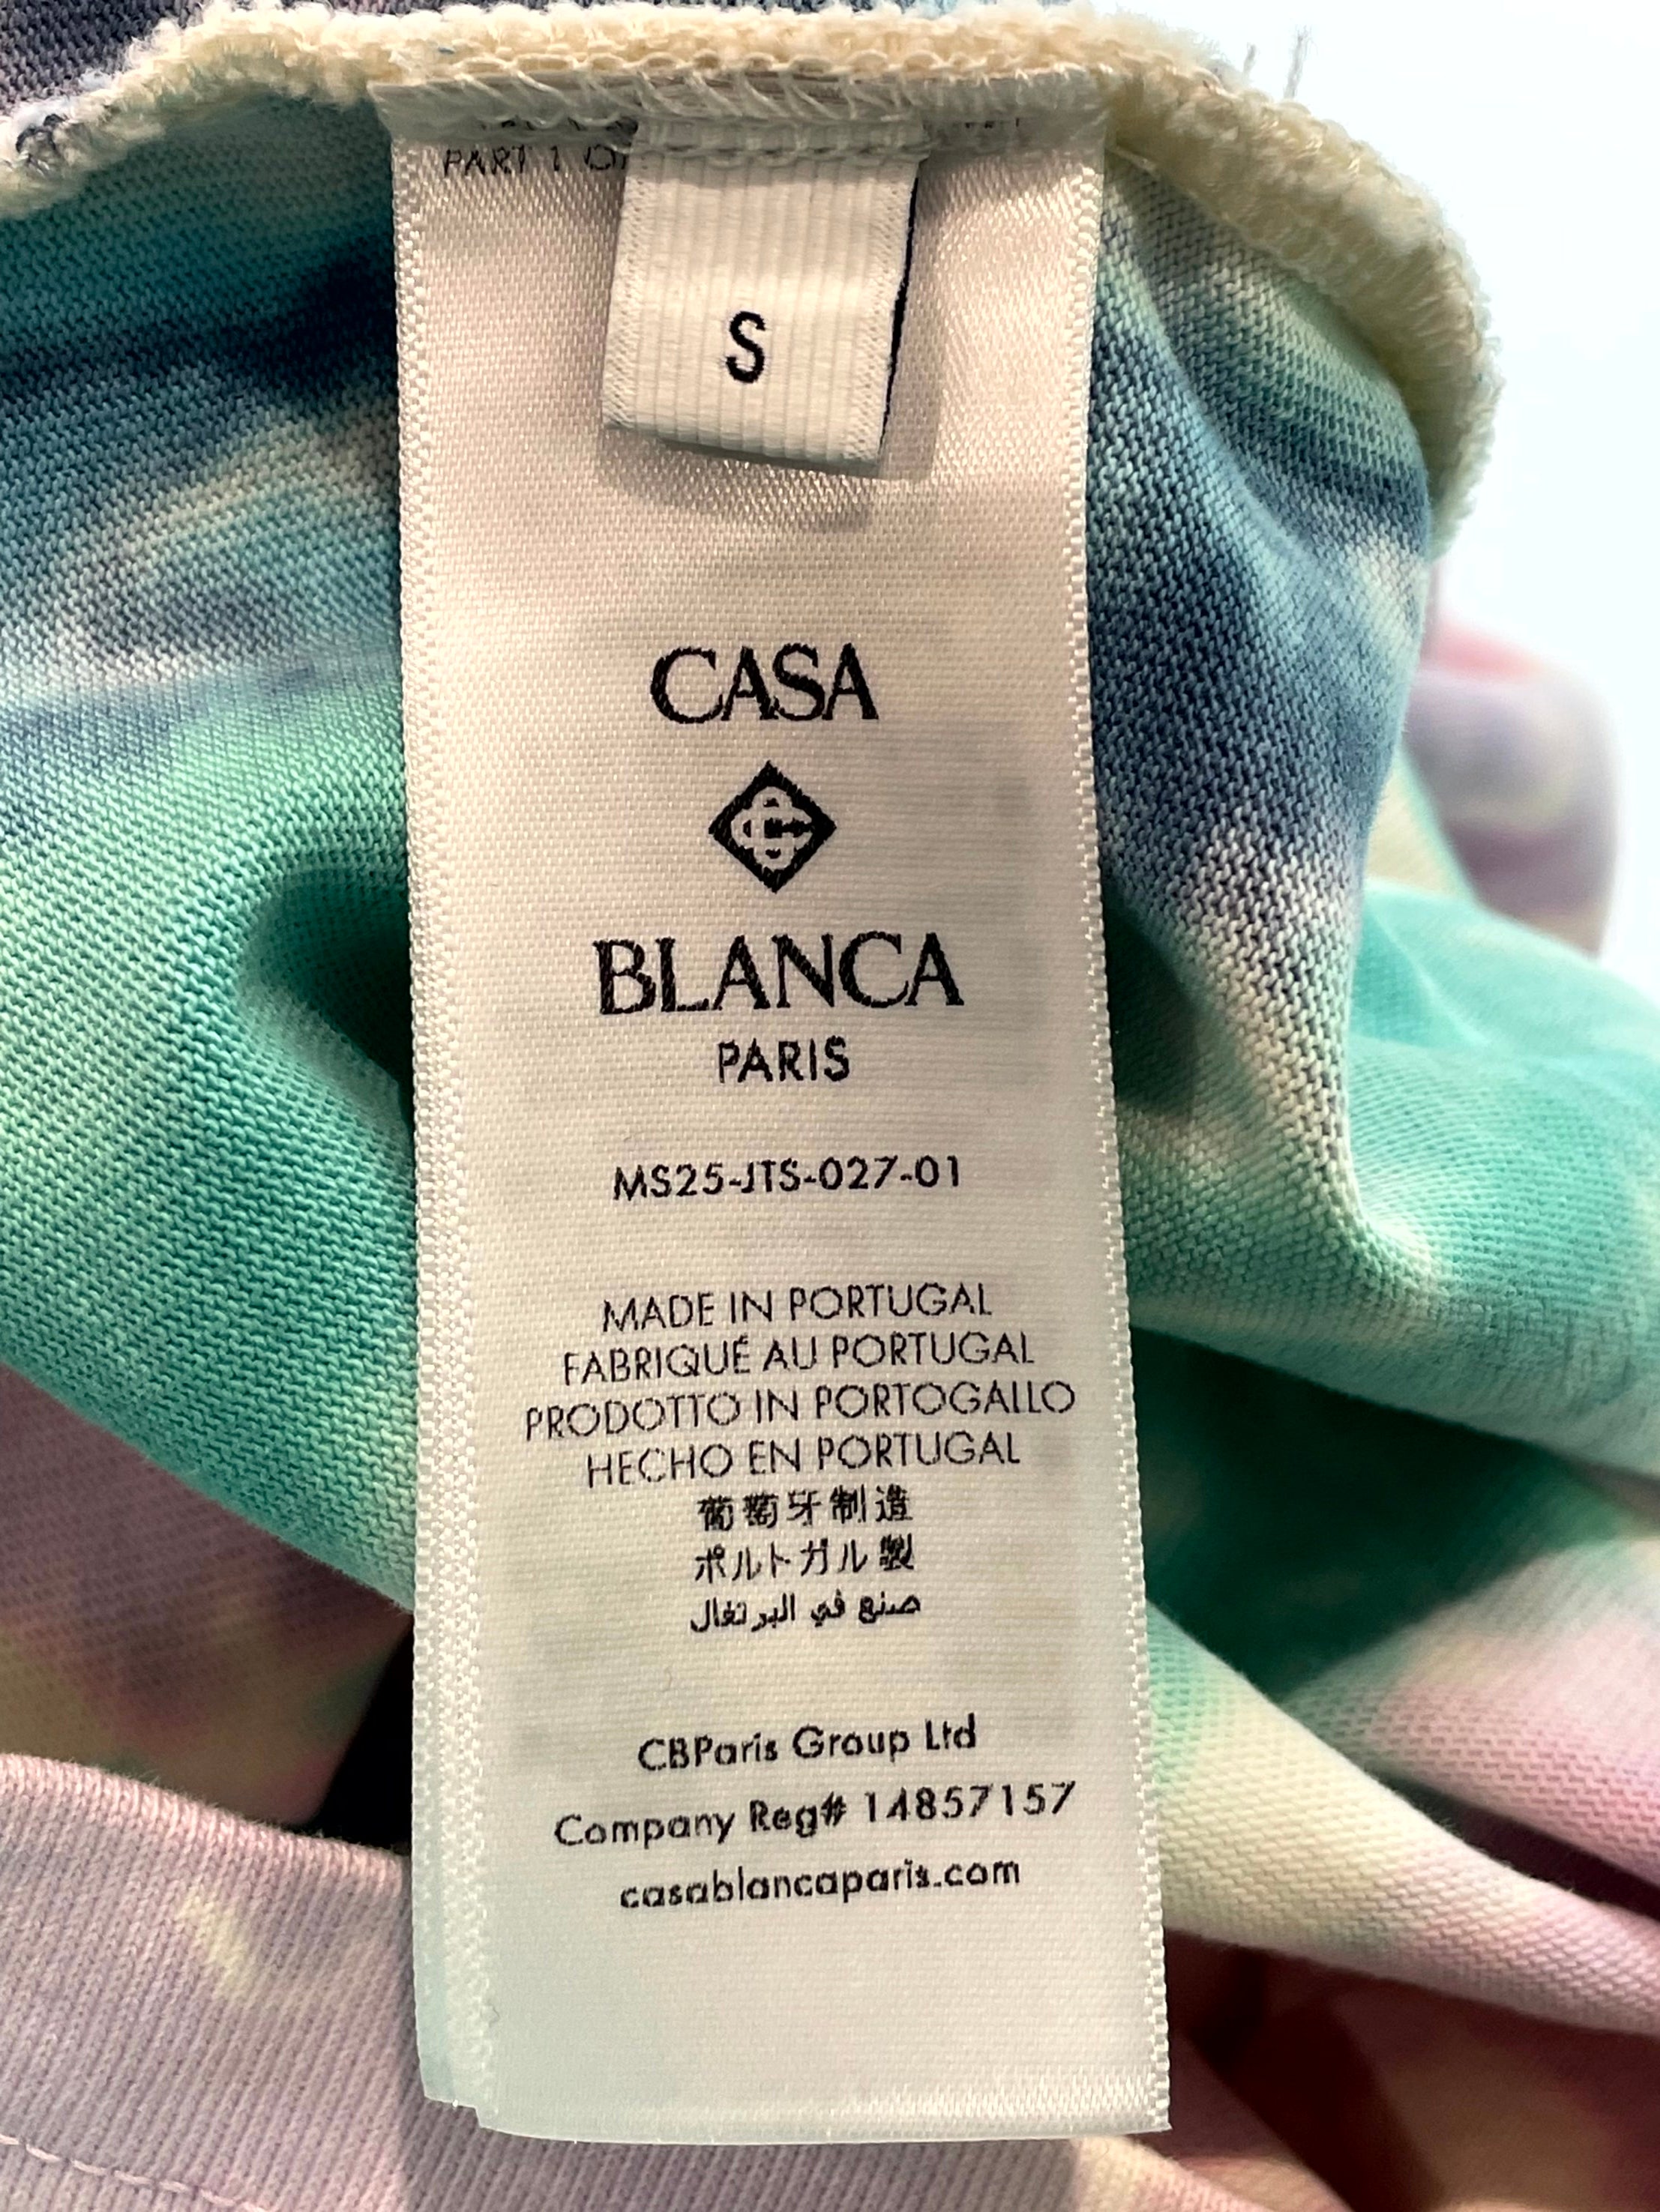 PART 1 O
S
CASA
BLANCA
PARIS
MS25-JTS-027-01
MADE IN PORTUGAL
FABRIQUÉ AU PORTUGAL
PRODOTTO IN PORTOGALLO
HECHO EN PORTUGAL
葡萄牙制造
ポルトガル製
صنع في البرتغال
CBParis Group Ltd
Company Reg# 14857157
casablancaparis.com